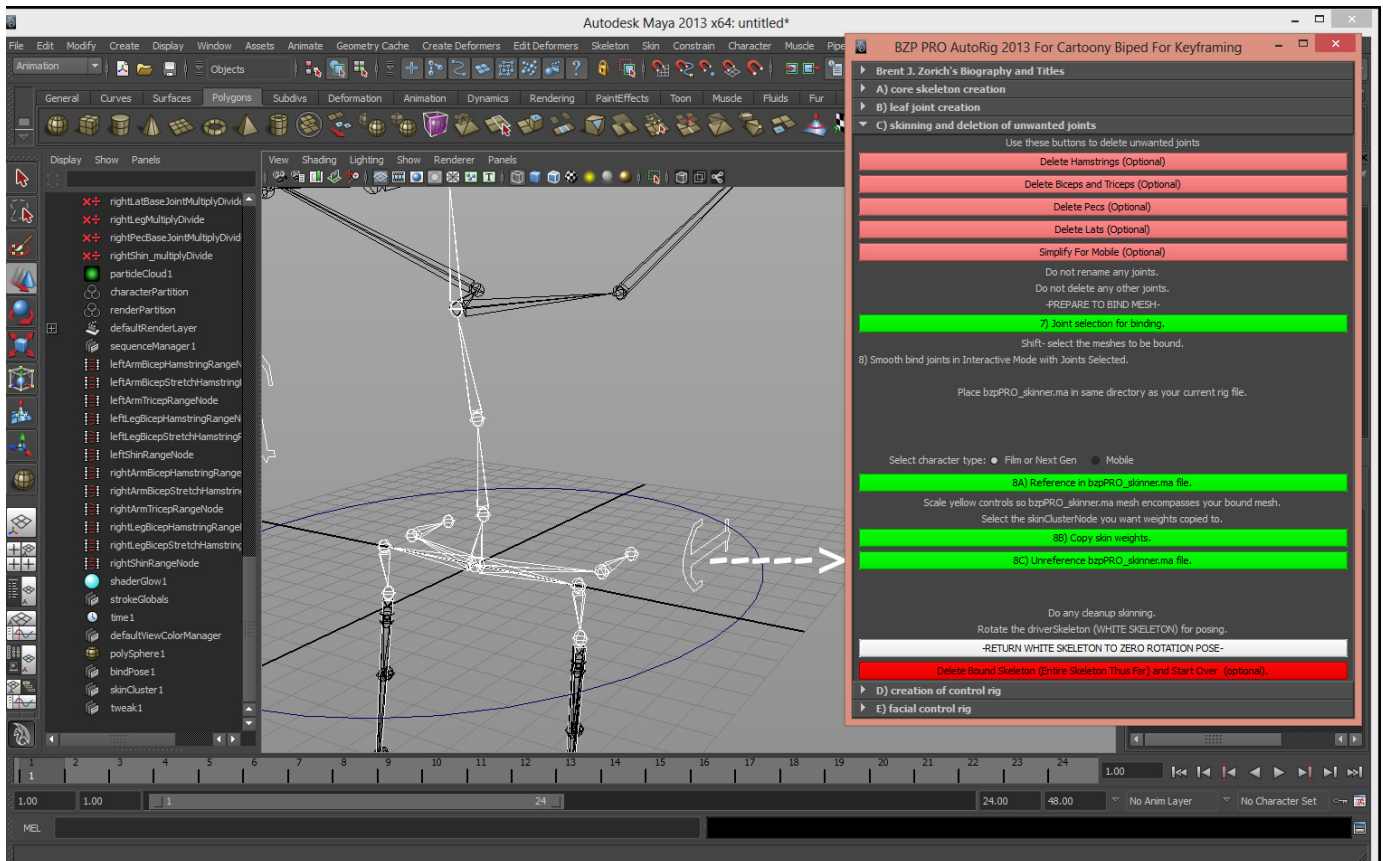 Autodesk Maya 2013 x64: untitled*
File Edit Modify Create Display Window Assets Animate Geometry Cache Create Deformers Edit Deformers Skeleton Skin Constrain Character Muscle Pipe
Animation Objects
General Curves Surfaces Polygons Subdivs Deformation Animation Dynamics Rendering PaintEffects Toon Muscle Fluids Fur
Display Show Panels
View Shading Lighting Show Renderer Panels
rightLatBaseJointMultiplyDivide
rightLegMultiplyDivide
rightPecBaseJointMultiplyDivid
rightShin_multiplyDivide
particleCloud1
characterPartition
renderPartition
defaultRenderLayer
sequenceManager1
leftArmBicepHamstringRangeN
leftArmBicepStretchHamstring
leftArmTricepRangeNode
leftLegBicepHamstringRangeN
leftLegBicepStretchHamstringR
leftShinRangeNode
rightArmBicepHamstringRange
rightArmBicepStretchHamstrin
rightArmTricepRangeNode
rightLegBicepHamstringRangel
rightLegBicepStretchHamstring
rightShinRangeNode
shaderGlow1
strokeGlobals
time1
defaultViewColorManager
polySphere1
bindPose1
skinCluster1
tweak1
BZP PRO AutoRig 2013 For Cartoony Biped For Keyframing
Brent J. Zorich's Biography and Titles
A) core skeleton creation
B) leaf joint creation
C) skinning and deletion of unwanted joints
Use these buttons to delete unwanted joints
Delete Hamstrings (Optional)
Delete Biceps and Triceps (Optional)
Delete Pecs (Optional)
Delete Lats (Optional)
Simplify For Mobile (Optional)
Do not rename any joints.
Do not delete any other joints.
-PREPARE TO BIND MESH-
7) Joint selection for binding.
Shift- select the meshes to be bound.
8) Smooth bind joints in Interactive Mode with Joints Selected.
Place bzpPRO_skinner.ma in same directory as your current rig file.
Select character type: Film or Next Gen Mobile
8A) Reference in bzpPRO_skinner.ma file.
Scale yellow controls so bzpPRO_skinner.ma mesh encompasses your bound mesh.
Select the skinClusterNode you want weights copied to.
8B) Copy skin weights.
8C) Unreference bzpPRO_skinner.ma file.
Do any cleanup skinning.
Rotate the driverSkeleton (WHITE SKELETON) for posing.
-RETURN WHITE SKELETON TO ZERO ROTATION POSE-
Delete Bound Skeleton (Entire Skeleton Thus Far) and Start Over (optional).
D) creation of control rig
E) facial control rig
1 2 3 4 5 6 7 8 9 10 11 12 13 14 15 16 17 18 19 20 21 22 23 24
1 1.00
1.00 1.00 1 24 24.00 48.00 No Anim Layer No Character Set
MEL